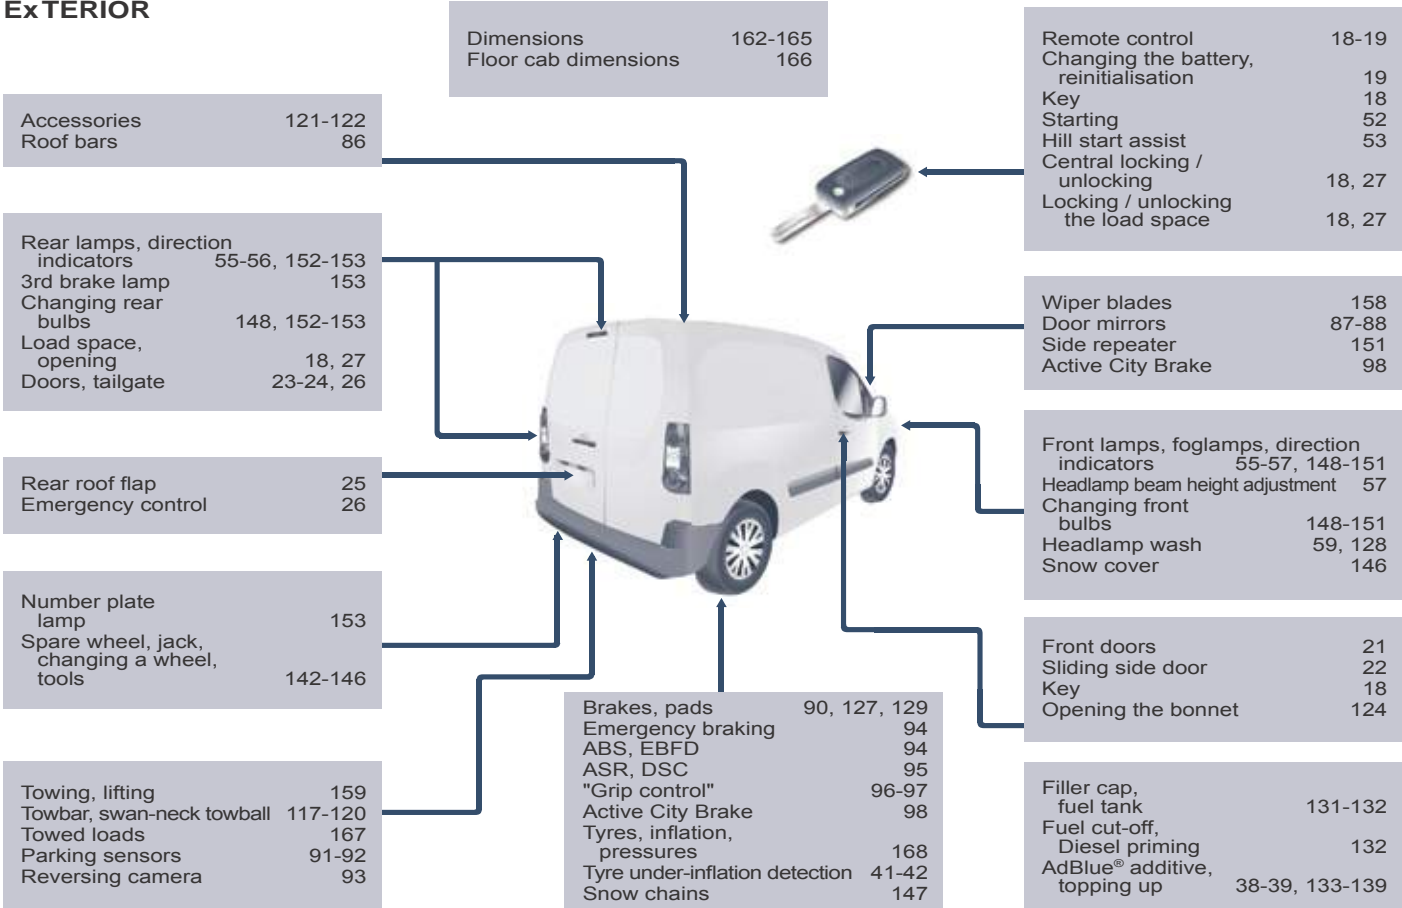 ExTERIOR
Dimensions 162-165
Floor cab dimensions 166
Accessories 121-122
Roof bars 86
Rear lamps, direction
indicators 55-56, 152-153
3rd brake lamp 153
Changing rear
bulbs 148, 152-153
Load space,
opening 18, 27
Doors, tailgate 23-24, 26
Rear roof flap 25
Emergency control 26
Number plate
lamp 153
Spare wheel, jack,
changing a wheel,
tools 142-146
Towing, lifting 159
Towbar, swan-neck towball 117-120
Towed loads 167
Parking sensors 91-92
Reversing camera 93
Brakes, pads 90, 127, 129
Emergency braking 94
ABS, EBFD 94
ASR, DSC 95
"Grip control" 96-97
Active City Brake 98
Tyres, inflation,
pressures 168
Tyre under-inflation detection 41-42
Snow chains 147
Remote control 18-19
Changing the battery,
reinitialisation 19
Key 18
Starting 52
Hill start assist 53
Central locking /
unlocking 18, 27
Locking / unlocking
the load space 18, 27
Wiper blades 158
Door mirrors 87-88
Side repeater 151
Active City Brake 98
Front lamps, foglamps, direction
indicators 55-57, 148-151
Headlamp beam height adjustment 57
Changing front
bulbs 148-151
Headlamp wash 59, 128
Snow cover 146
Front doors 21
Sliding side door 22
Key 18
Opening the bonnet 124
Filler cap,
fuel tank 131-132
Fuel cut-off,
Diesel priming 132
AdBlue® additive,
topping up 38-39, 133-139